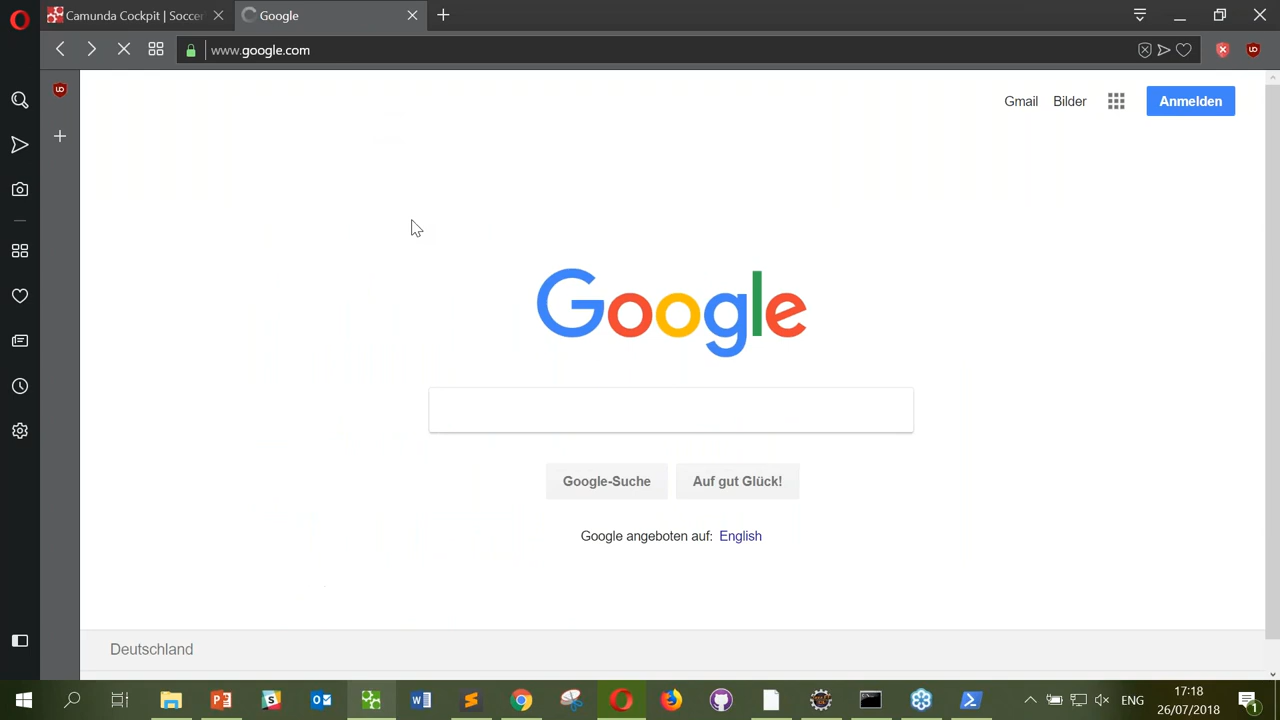 Camunda Cockpit | Soccer
Google
www.google.com
Gmail Bilder Anmelden
Google
Google-Suche Auf gut Glück!
Google angeboten auf: English
Deutschland
17:18
ENG
26/07/2018